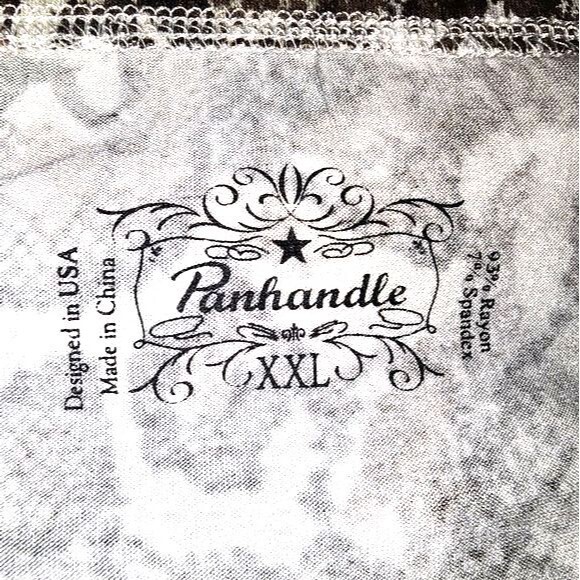 Designed in USA
Made in China
Panhandle
XXL
93% Rayon
7% Spandex